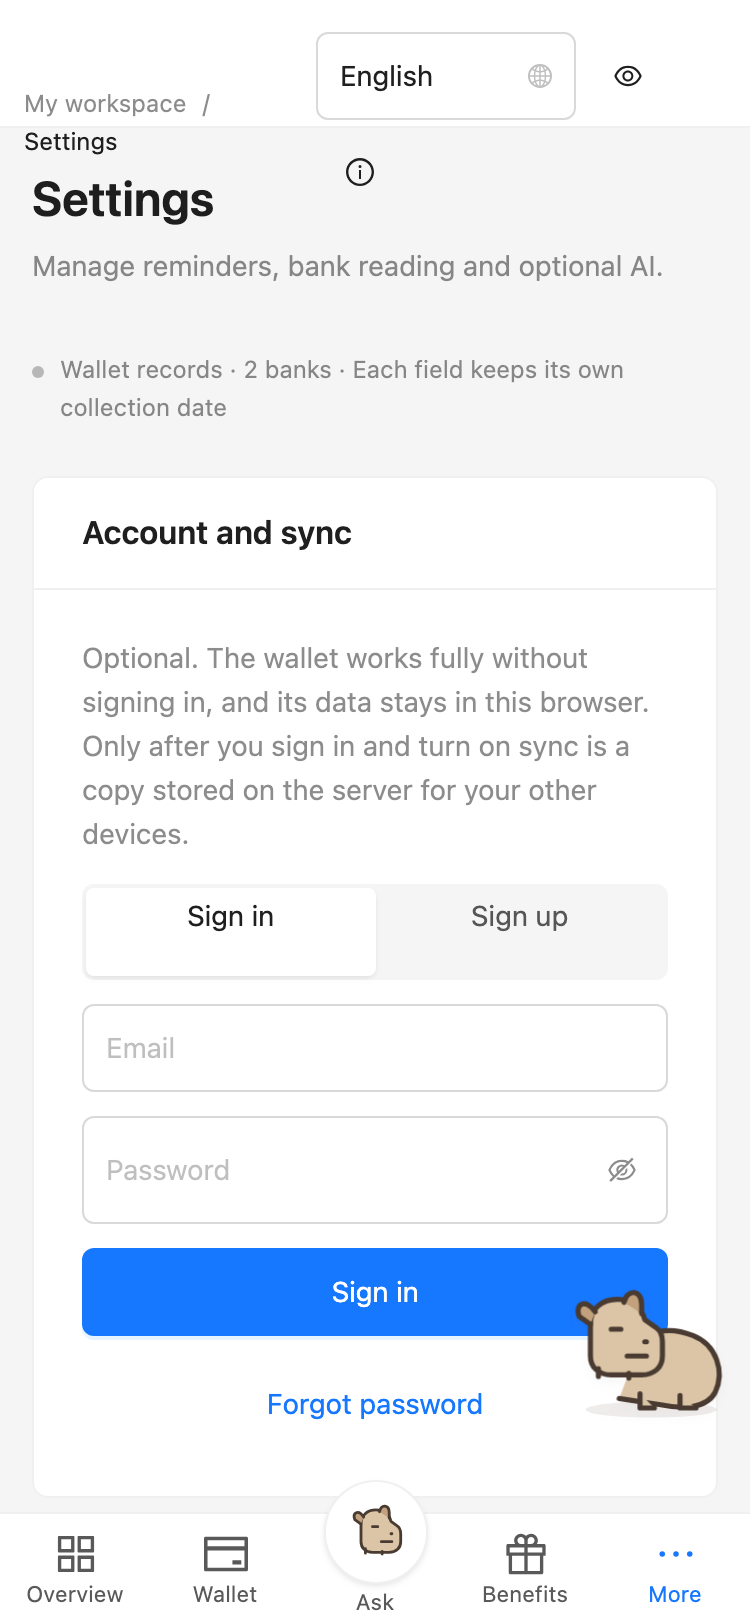 English
My workspace /
Settings
Settings
Manage reminders, bank reading and optional AI.
Wallet records · 2 banks · Each field keeps its own
collection date
Account and sync
Optional. The wallet works fully without
signing in, and its data stays in this browser.
Only after you sign in and turn on sync is a
copy stored on the server for your other
devices.
Sign in
Sign up
Email
Password
Sign in
Forgot password
Overview
Wallet
Ask
Benefits
More